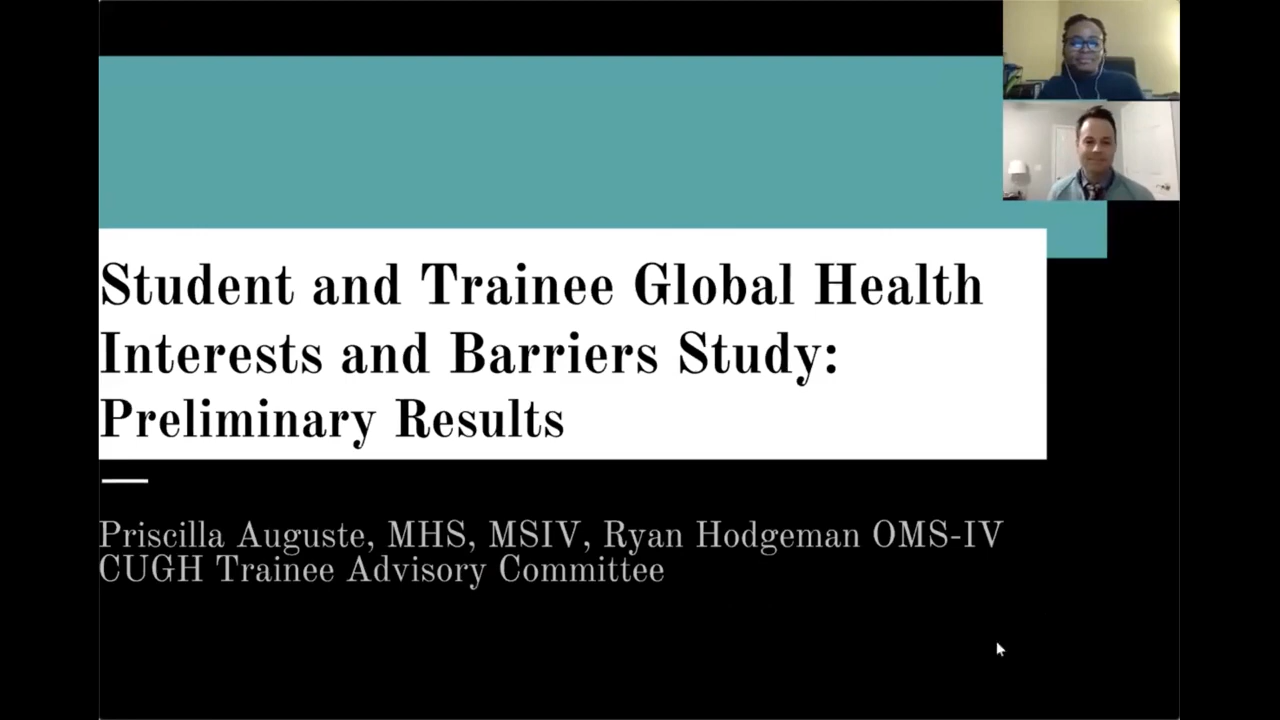 Student and Trainee Global Health
Interests and Barriers Study:
Preliminary Results
Priscilla Auguste, MHS, MSIV, Ryan Hodgeman OMS-IV
CUGH Trainee Advisory Committee